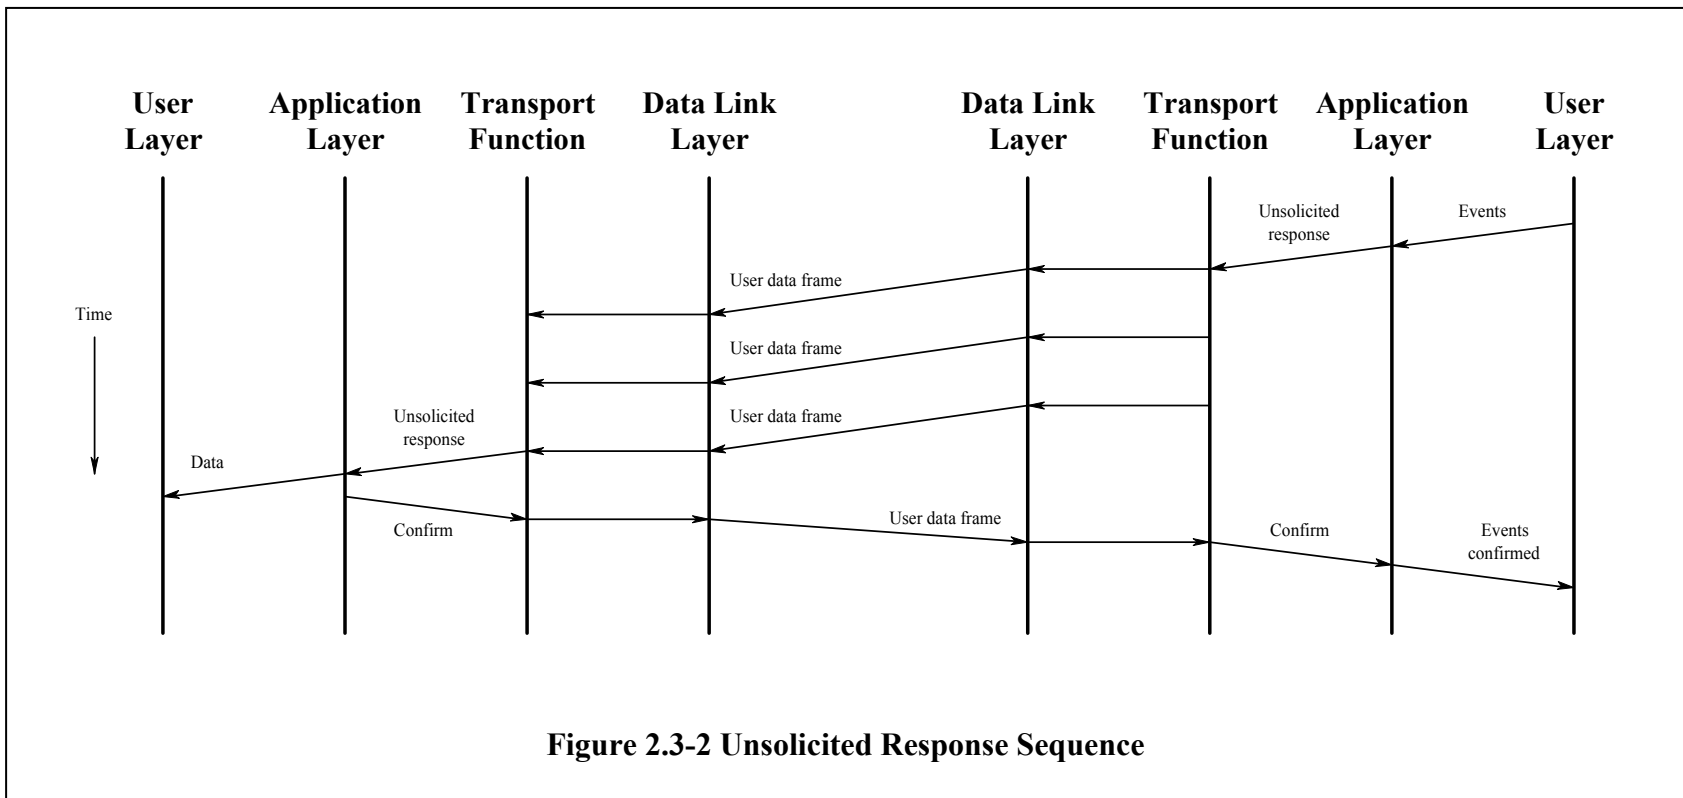 User Layer
Application Layer
Transport Function
Data Link Layer
Data Link Layer
Transport Function
Application Layer
User Layer
Unsolicited response
Events
User data frame
Time
User data frame
Unsolicited response
User data frame
Data
Confirm
User data frame
Confirm
Events confirmed
Figure 2.3-2 Unsolicited Response Sequence